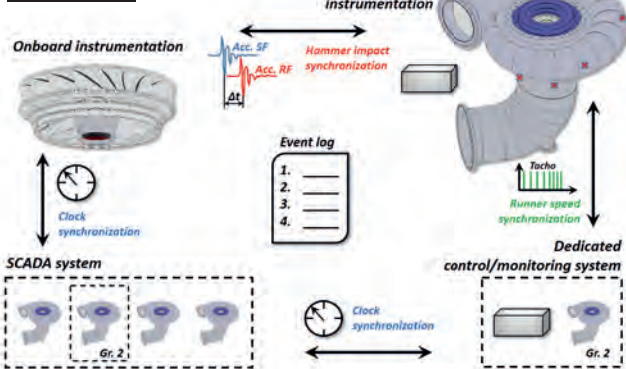 instrumentation
Onboard instrumentation
Acc. SF
Hammer impact
synchronization
Acc. RF
Δt
Event log
1.
2.
3.
4.
Tacho
Runner speed
synchronization
Clock
synchronization
Dedicated
control/monitoring system
SCADA system
Clock
synchronization
Gr. 2
Gr. 2